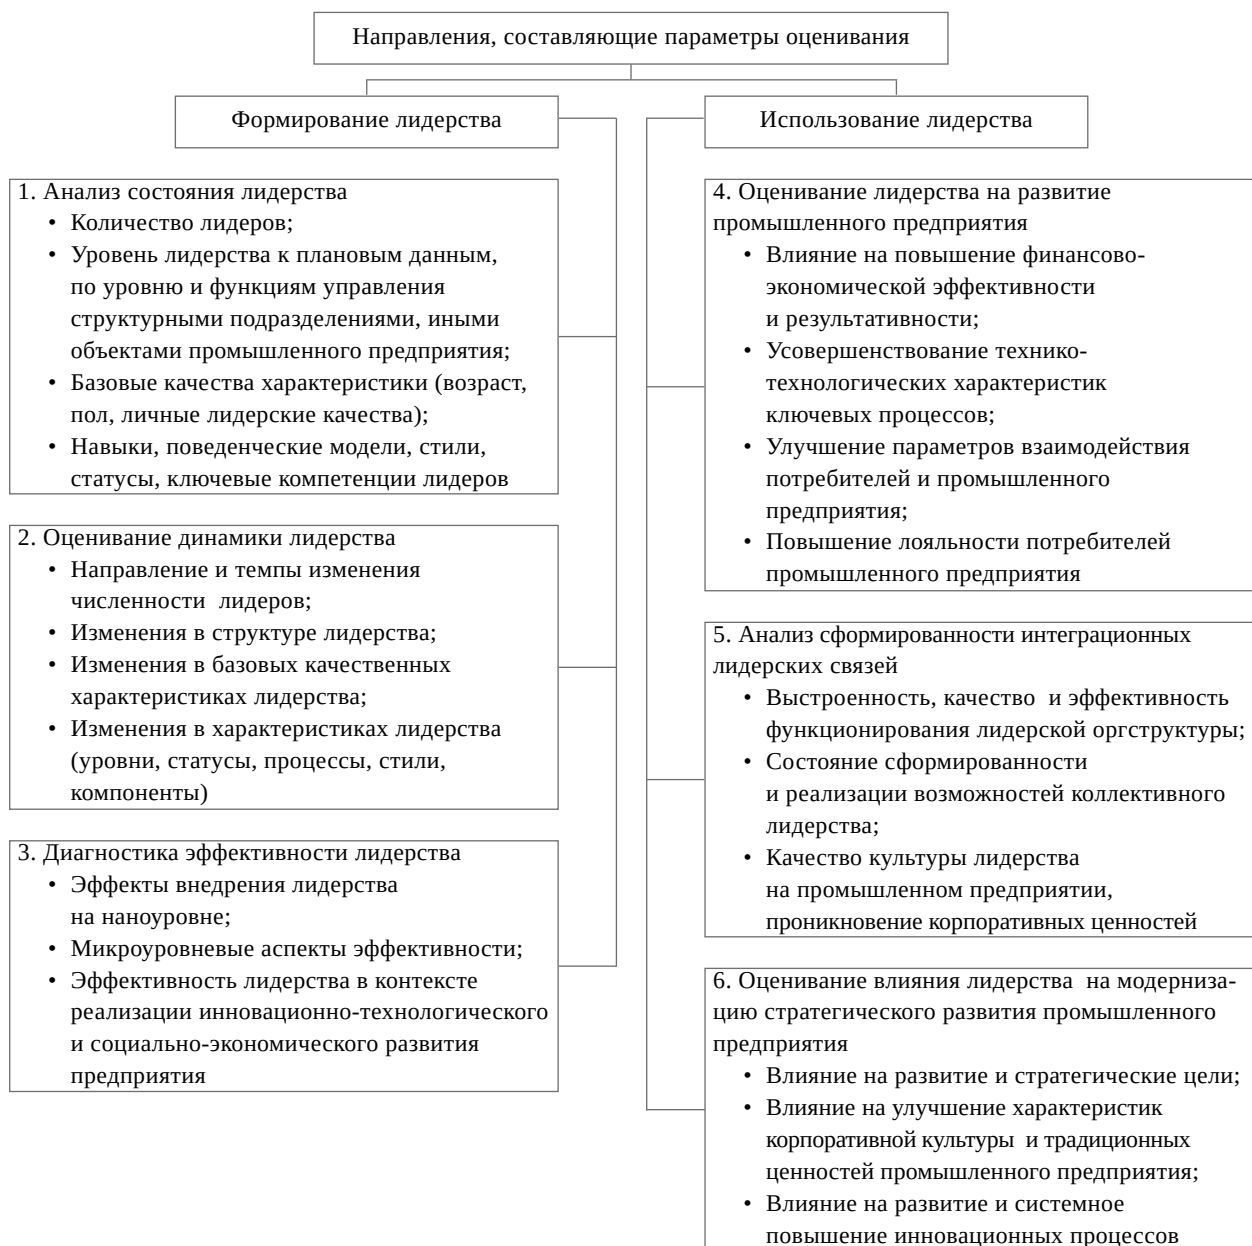 Направления, составляющие параметры оценивания
Формирование лидерства
Использование лидерства
1. Анализ состояния лидерства
• Количество лидеров;
• Уровень лидерства к плановым данным,
по уровню и функциям управления
структурными подразделениями, иными
объектами промышленного предприятия;
• Базовые качества характеристики (возраст,
пол, личные лидерские качества);
• Навыки, поведенческие модели, стили,
статусы, ключевые компетенции лидеров
2. Оценивание динамики лидерства
• Направление и темпы изменения
численности лидеров;
• Изменения в структуре лидерства;
• Изменения в базовых качественных
характеристиках лидерства;
• Изменения в характеристиках лидерства
(уровни, статусы, процессы, стили,
компоненты)
3. Диагностика эффективности лидерства
• Эффекты внедрения лидерства
на наноуровне;
• Микроуровневые аспекты эффективности;
• Эффективность лидерства в контексте
реализации инновационно-технологического
и социально-экономического развития
предприятия
4. Оценивание лидерства на развитие
промышленного предприятия
• Влияние на повышение финансово-
экономической эффективности
и результативности;
• Усовершенствование технико-
технологических характеристик
ключевых процессов;
• Улучшение параметров взаимодействия
потребителей и промышленного
предприятия;
• Повышение лояльности потребителей
промышленного предприятия
5. Анализ сформированности интеграционных
лидерских связей
• Выстроенность, качество и эффективность
функционирования лидерской оргструктуры;
• Состояние сформированности
и реализации возможностей коллективного
лидерства;
• Качество культуры лидерства
на промышленном предприятии,
проникновение корпоративных ценностей
6. Оценивание влияния лидерства на модерниза-
цию стратегического развития промышленного
предприятия
• Влияние на развитие и стратегические цели;
• Влияние на улучшение характеристик
корпоративной культуры и традиционных
ценностей промышленного предприятия;
• Влияние на развитие и системное
повышение инновационных процессов